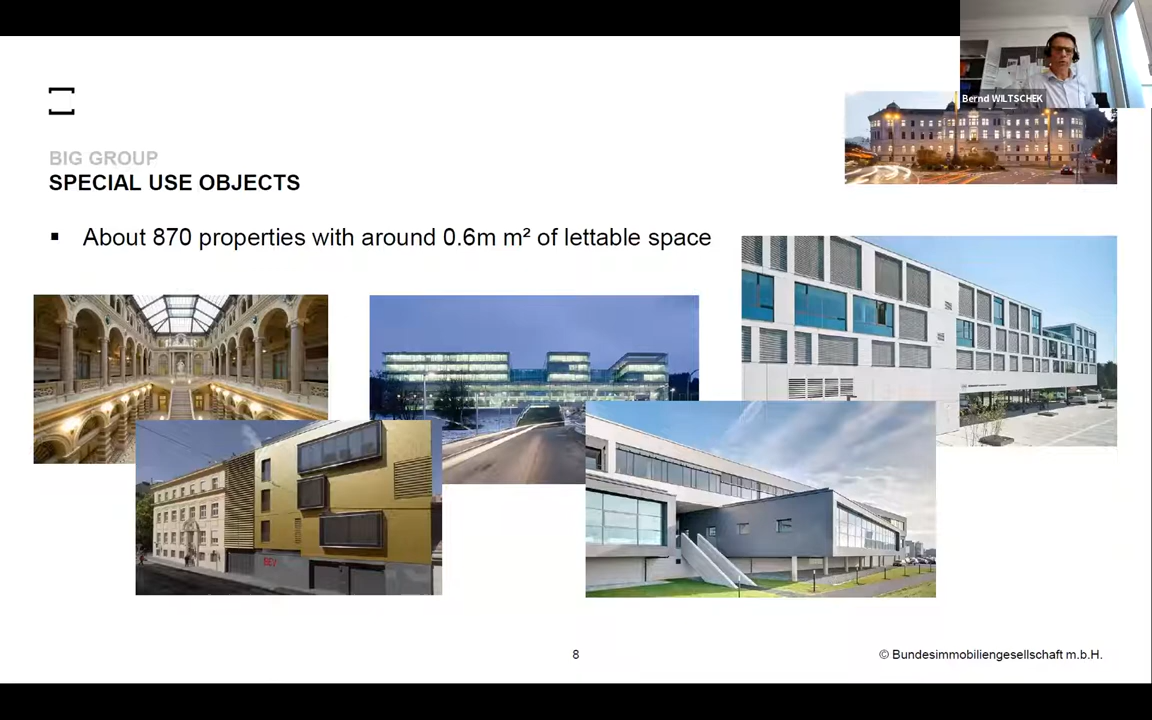 Bernd WILTSCHEK
BIG GROUP
SPECIAL USE OBJECTS
▪ About 870 properties with around 0.6m m² of lettable space
8
© Bundesimmobiliengesellschaft m.b.H.